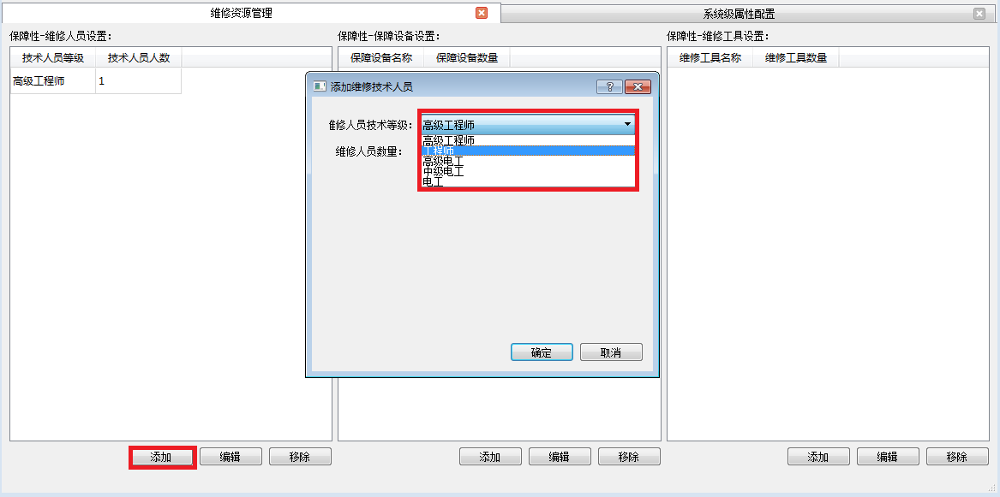 维修资源管理
系统级属性配置
保障性-维修人员设置：
保障性-保障设备设置：
保障性-维修工具设置：
技术人员等级 技术人员人数
保障设备名称 保障设备数量
维修工具名称 维修工具数量
高级工程师 1
添加维修技术人员
维修人员技术等级：
高级工程师
高级工程师
工程师
高级电工
中级电工
电工
维修人员数量：
确定 取消
添加 编辑 移除
添加 编辑 移除
添加 编辑 移除